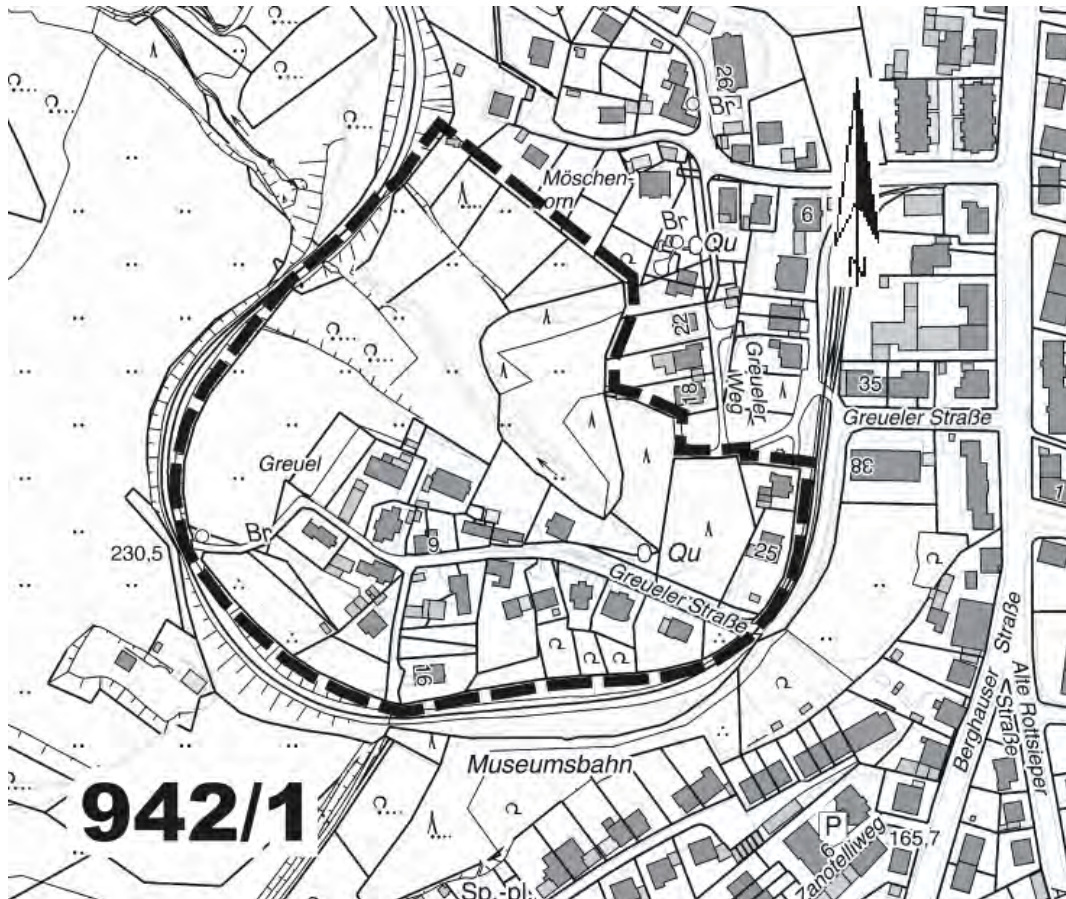 26
Br
Möschen-
orn
6
Br
Qu
N
22
Greueler
Weg
18
35
Greueler Straße
38
Greuel
1
Br
9
230,5
Qu
25
Greueler Straße
16
Berghauser Straße
Alte Rottsieper
Straße
Museumsbahn
942/1
P
6
Zanotelliweg
165,7
Sp.-pl.